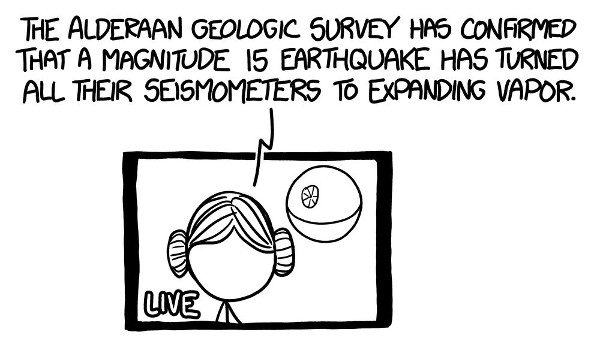 THE ALDERAAN GEOLOGIC SURVEY HAS CONFIRMED
THAT A MAGNITUDE 15 EARTHQUAKE HAS TURNED
ALL THEIR SEISMOMETERS TO EXPANDING VAPOR.
LIVE